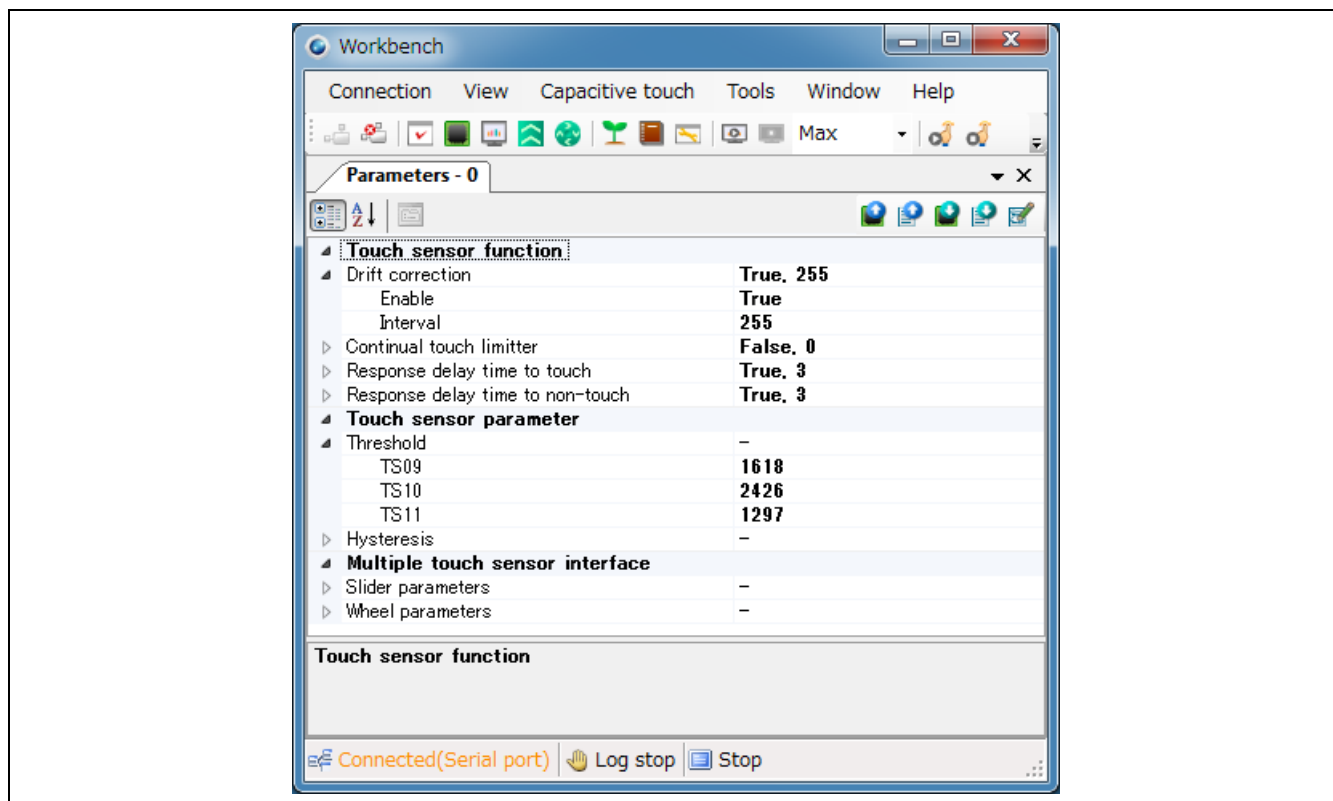 Workbench
Connection View Capacitive touch Tools Window Help
Max
Parameters - 0
Touch sensor function
Drift correction True, 255
Enable True
Interval 255
Continual touch limitter False, 0
Response delay time to touch True, 3
Response delay time to non-touch True, 3
Touch sensor parameter
Threshold -
TS09 1618
TS10 2426
TS11 1297
Hysteresis -
Multiple touch sensor interface
Slider parameters -
Wheel parameters -
Touch sensor function
Connected(Serial port) Log stop Stop